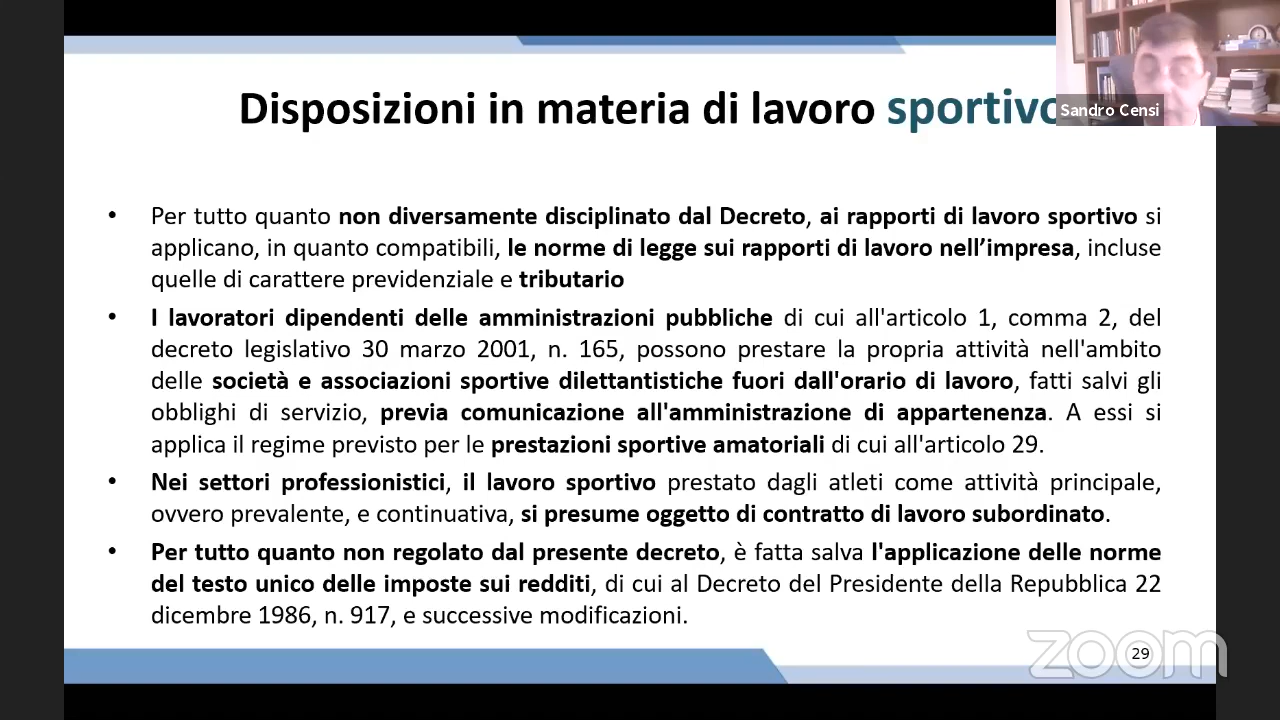 Disposizioni in materia di lavoro sportivo
Sandro Censi
• Per tutto quanto non diversamente disciplinato dal Decreto, ai rapporti di lavoro sportivo si
applicano, in quanto compatibili, le norme di legge sui rapporti di lavoro nell’impresa, incluse
quelle di carattere previdenziale e tributario
• I lavoratori dipendenti delle amministrazioni pubbliche di cui all'articolo 1, comma 2, del
decreto legislativo 30 marzo 2001, n. 165, possono prestare la propria attività nell'ambito
delle società e associazioni sportive dilettantistiche fuori dall'orario di lavoro, fatti salvi gli
obblighi di servizio, previa comunicazione all'amministrazione di appartenenza. A essi si
applica il regime previsto per le prestazioni sportive amatoriali di cui all'articolo 29.
• Nei settori professionistici, il lavoro sportivo prestato dagli atleti come attività principale,
ovvero prevalente, e continuativa, si presume oggetto di contratto di lavoro subordinato.
• Per tutto quanto non regolato dal presente decreto, è fatta salva l'applicazione delle norme
del testo unico delle imposte sui redditi, di cui al Decreto del Presidente della Repubblica 22
dicembre 1986, n. 917, e successive modificazioni.
zoom
29